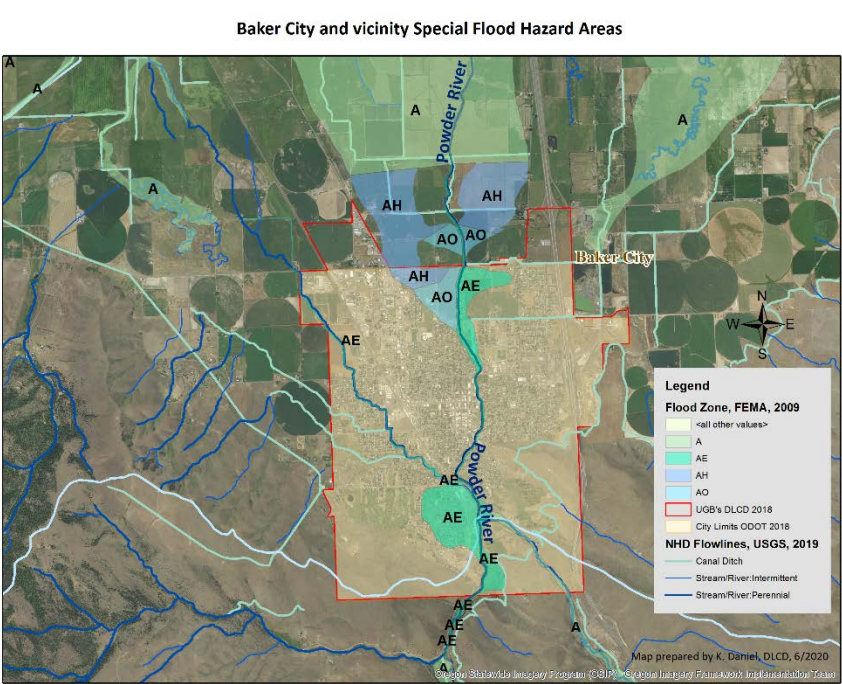 Baker City and vicinity Special Flood Hazard Areas
A
A
A
Powder River
A
A
AH
AH
AO
AO
Baker City
AH
AE
AO
N
W E
S
AE
Legend
Flood Zone, FEMA, 2009
<all other values>
A
AE
AH
AO
UGB's DLCD 2018
City Limits ODOT 2018
NHD Flowlines, USGS, 2019
Canal Ditch
Stream/River:Intermittent
Stream/River:Perennial
AE
Powder River
AE
AE
AE
AE
AE
A
A
Map prepared by K. Daniel, DLCD, 6/2020
Oregon Statewide Imagery Program (OSIP) - Oregon Imagery Framework Implementation Team